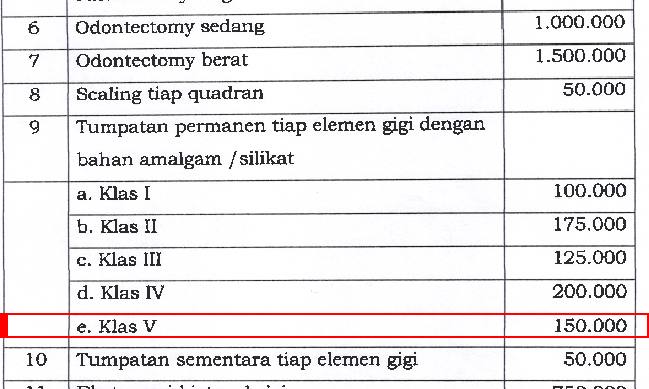 6 Odontectomy sedang 1.000.000
7 Odontectomy berat 1.500.000
8 Scaling tiap quadran 50.000
9 Tumpatan permanen tiap elemen gigi dengan
bahan amalgam /silikat
a. Klas I 100.000
b. Klas II 175.000
c. Klas III 125.000
d. Klas IV 200.000
e. Klas V 150.000
10 Tumpatan sementara tiap elemen gigi 50.000